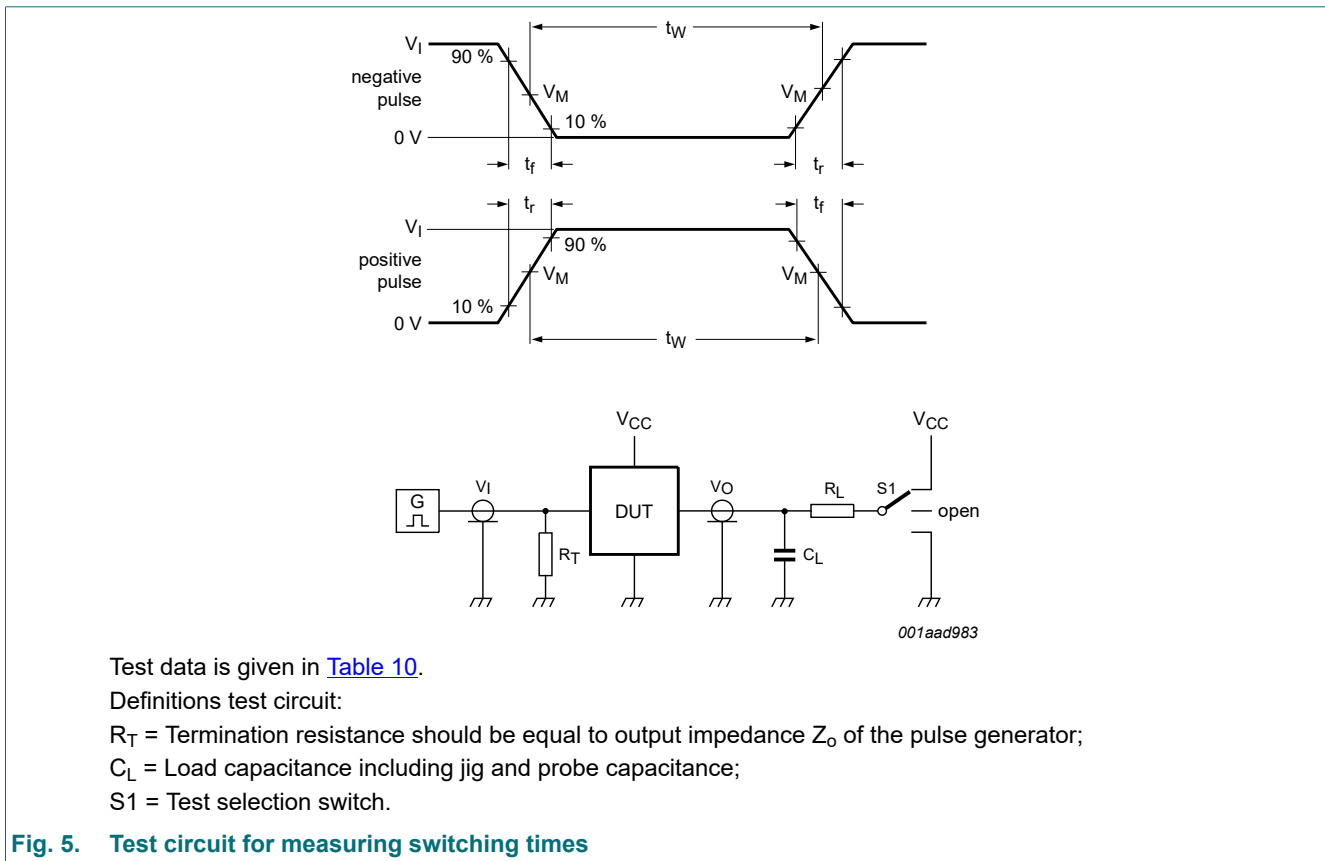 tW
VI
90 %
negative
pulse
VM
VM
10 %
0 V
tf
tr
tr
tf
VI
90 %
positive
pulse
VM
VM
10 %
0 V
tW
VCC
VCC
G
VI
DUT
VO
RL
S1
open
RT
CL
001aad983
Test data is given in Table 10.
Definitions test circuit:
RT = Termination resistance should be equal to output impedance Zo of the pulse generator;
CL = Load capacitance including jig and probe capacitance;
S1 = Test selection switch.
Fig. 5. Test circuit for measuring switching times